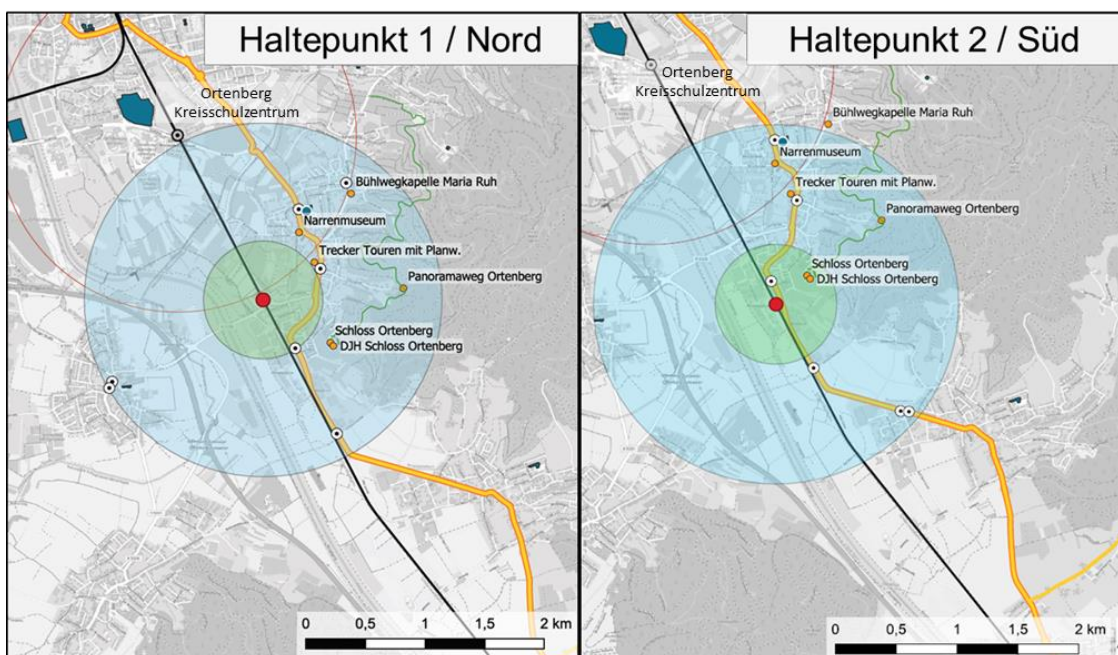 Haltepunkt 1 / Nord
Ortenberg
Kreisschulzentrum
Bühlwegkapelle Maria Ruh
Narrenmuseum
Trecker Touren mit Planw.
Panoramaweg Ortenberg
Schloss Ortenberg
DJH Schloss Ortenberg
0 0,5 1 1,5 2 km
Haltepunkt 2 / Süd
Ortenberg
Kreisschulzentrum
Bühlwegkapelle Maria Ruh
Narrenmuseum
Trecker Touren mit Planw.
Panoramaweg Ortenberg
Schloss Ortenberg
DJH Schloss Ortenberg
0 0,5 1 1,5 2 km